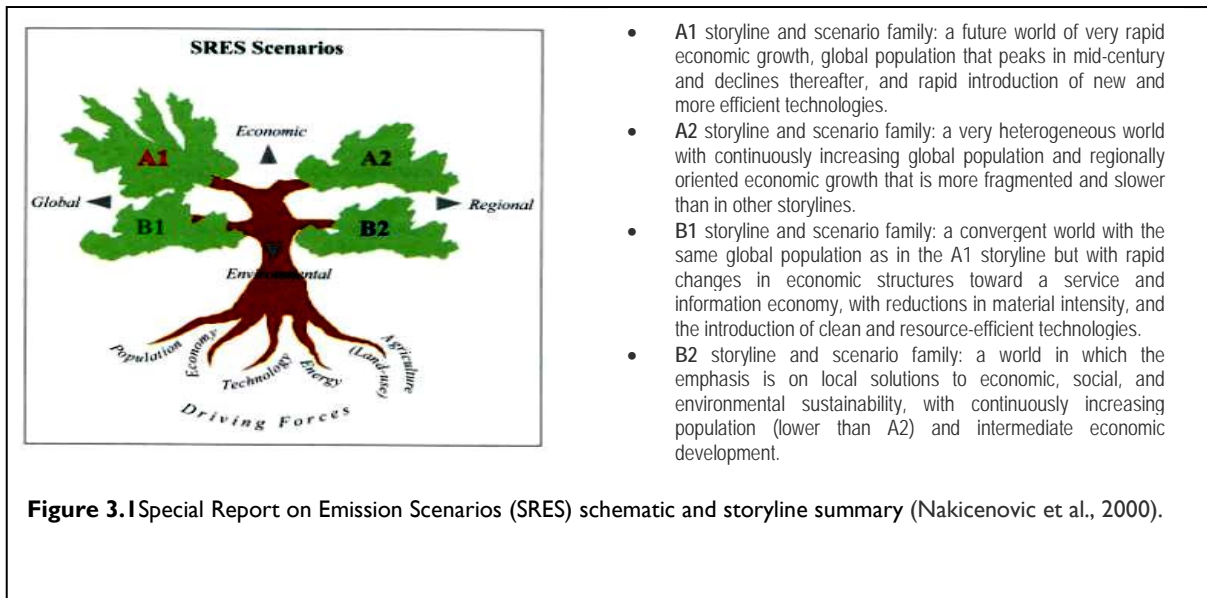 SRES Scenarios
Economic
A1
A2
Global
Regional
B1
B2
Environmental
Population
Economy
Technology
Energy
Agriculture
(Land-use)
Driving Forces
• A1 storyline and scenario family: a future world of very rapid
economic growth, global population that peaks in mid-century
and declines thereafter, and rapid introduction of new and
more efficient technologies.
• A2 storyline and scenario family: a very heterogeneous world
with continuously increasing global population and regionally
oriented economic growth that is more fragmented and slower
than in other storylines.
• B1 storyline and scenario family: a convergent world with the
same global population as in the A1 storyline but with rapid
changes in economic structures toward a service and
information economy, with reductions in material intensity, and
the introduction of clean and resource-efficient technologies.
• B2 storyline and scenario family: a world in which the
emphasis is on local solutions to economic, social, and
environmental sustainability, with continuously increasing
population (lower than A2) and intermediate economic
development.
Figure 3.1Special Report on Emission Scenarios (SRES) schematic and storyline summary (Nakicenovic et al., 2000).